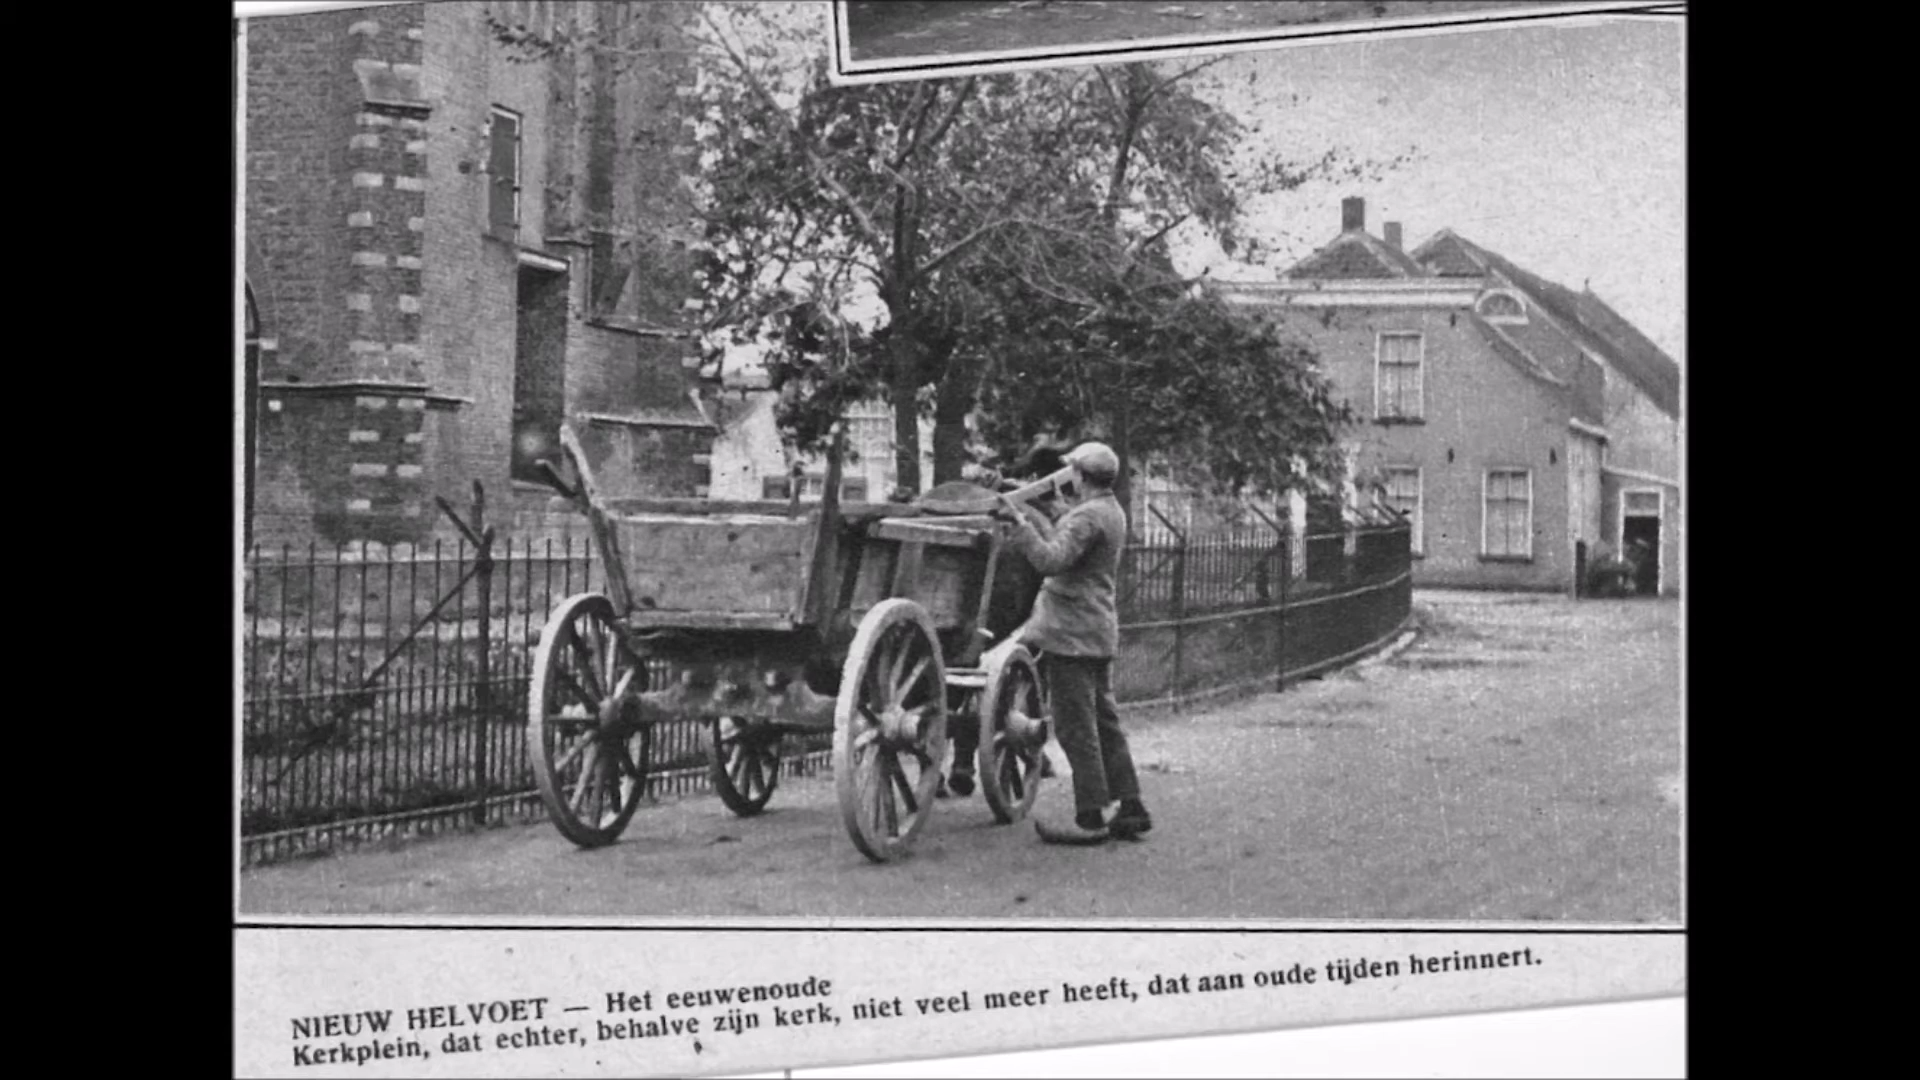 NIEUW HELVOET — Het eeuwenoude
Kerkplein, dat echter, behalve zijn kerk, niet veel meer heeft, dat aan oude tijden herinnert.